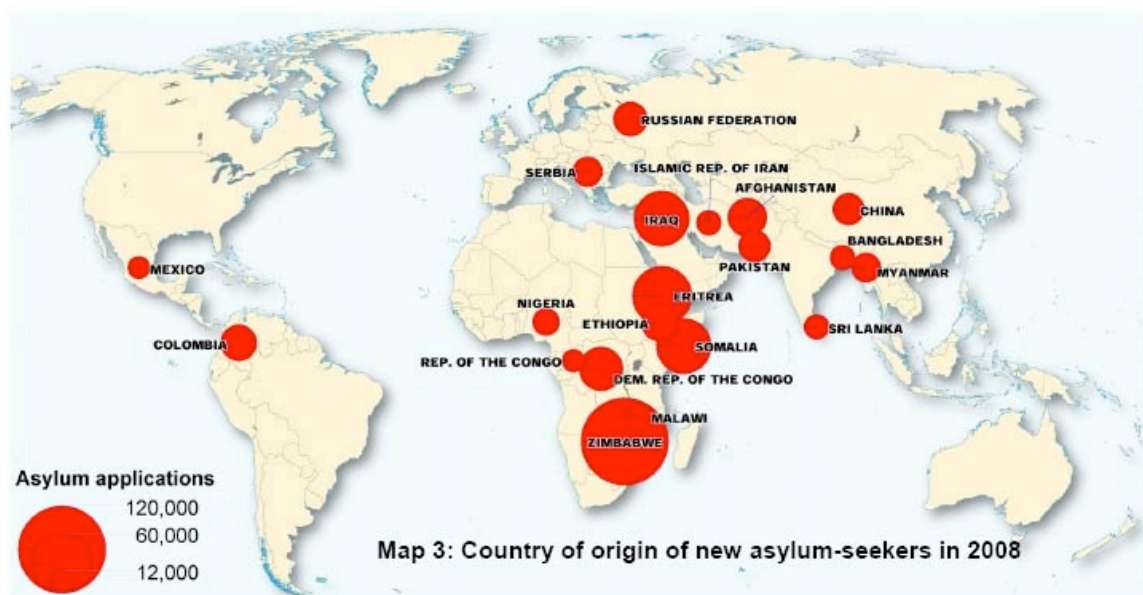 RUSSIAN FEDERATION
SERBIA
ISLAMIC REP. OF IRAN
AFGHANISTAN
IRAQ
CHINA
BANGLADESH
PAKISTAN
MYANMAR
MEXICO
NIGERIA
ERITREA
ETHIOPIA
SRI LANKA
COLOMBIA
SOMALIA
REP. OF THE CONGO
DEM. REP. OF THE CONGO
MALAWI
ZIMBABWE
Asylum applications
120,000
60,000
12,000
Map 3: Country of origin of new asylum-seekers in 2008